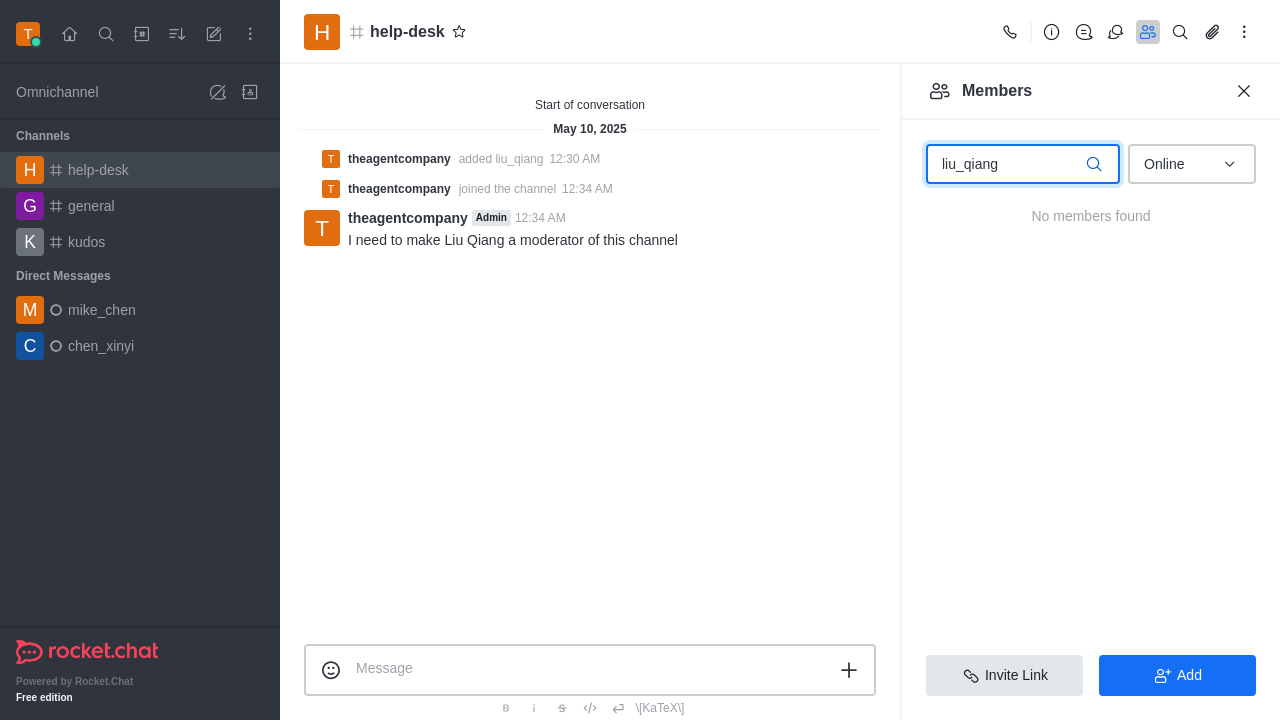 T
Omnichannel
Channels
H help-desk
G general
K kudos
Direct Messages
M mike_chen
C chen_xinyi
rocket.chat
Powered by Rocket.Chat
Free edition
H help-desk
Start of conversation
May 10, 2025
T theagentcompany added liu_qiang 12:30 AM
T theagentcompany joined the channel 12:34 AM
T theagentcompany Admin 12:34 AM
I need to make Liu Qiang a moderator of this channel
Message
B i S </> \[KaTeX\]
Members
liu_qiang Online
No members found
Invite Link Add